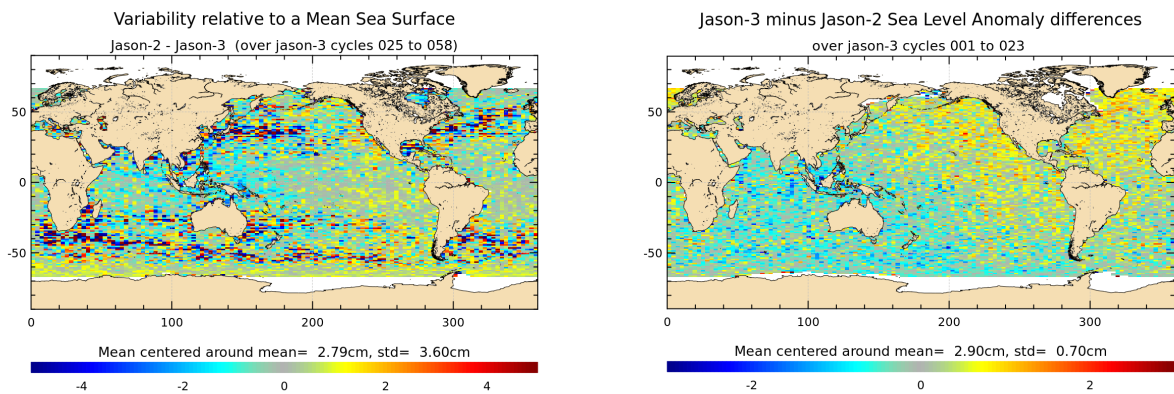 Variability relative to a Mean Sea Surface
Jason-2 - Jason-3 (over jason-3 cycles 025 to 058)
50
0
-50
0 100 200 300
Mean centered around mean= 2.79cm, std= 3.60cm
-4 -2 0 2 4
Jason-3 minus Jason-2 Sea Level Anomaly differences
over jason-3 cycles 001 to 023
50
0
-50
0 100 200 300
Mean centered around mean= 2.90cm, std= 0.70cm
-2 0 2